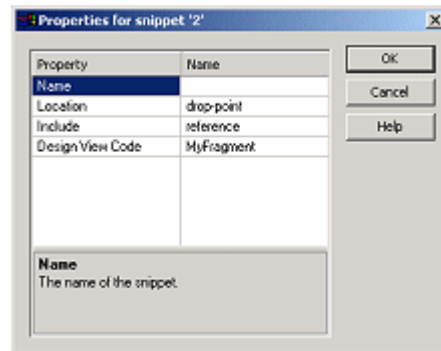 Properties for snippet '2'
Property Name
Name
Location drop-point
Include reference
Design View Code MyFragment
Name
The name of the snippet.
OK
Cancel
Help